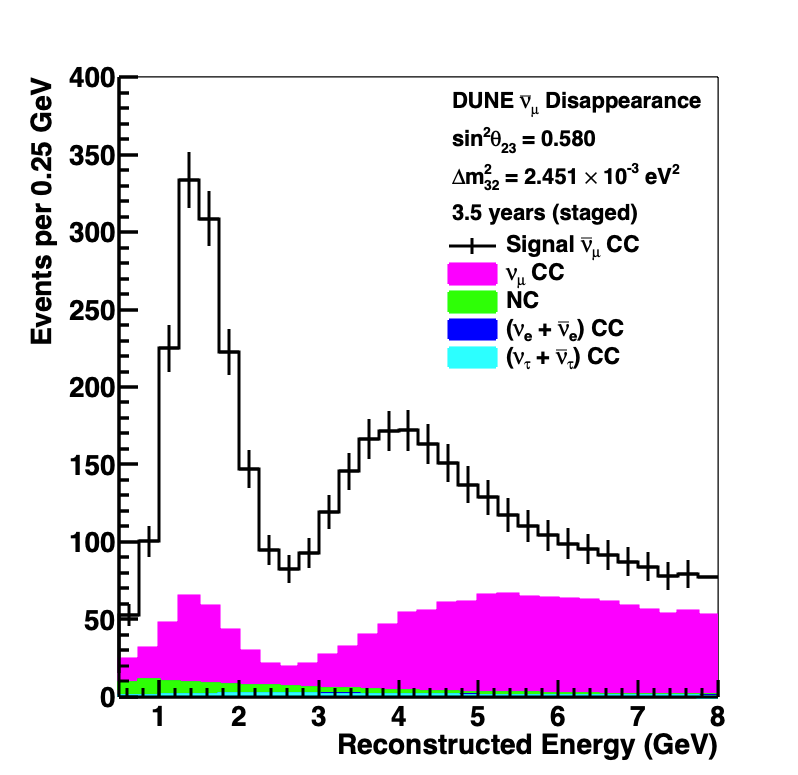 Events per 0.25 GeV
400
350
300
250
200
150
100
50
0
DUNE ν̅μ Disappearance
sin²θ₂₃ = 0.580
Δm²₃₂ = 2.451 × 10⁻³ eV²
3.5 years (staged)
Signal ν̅μ CC
νμ CC
NC
(νe + ν̅e) CC
(ντ + ν̅τ) CC
1 2 3 4 5 6 7 8
Reconstructed Energy (GeV)